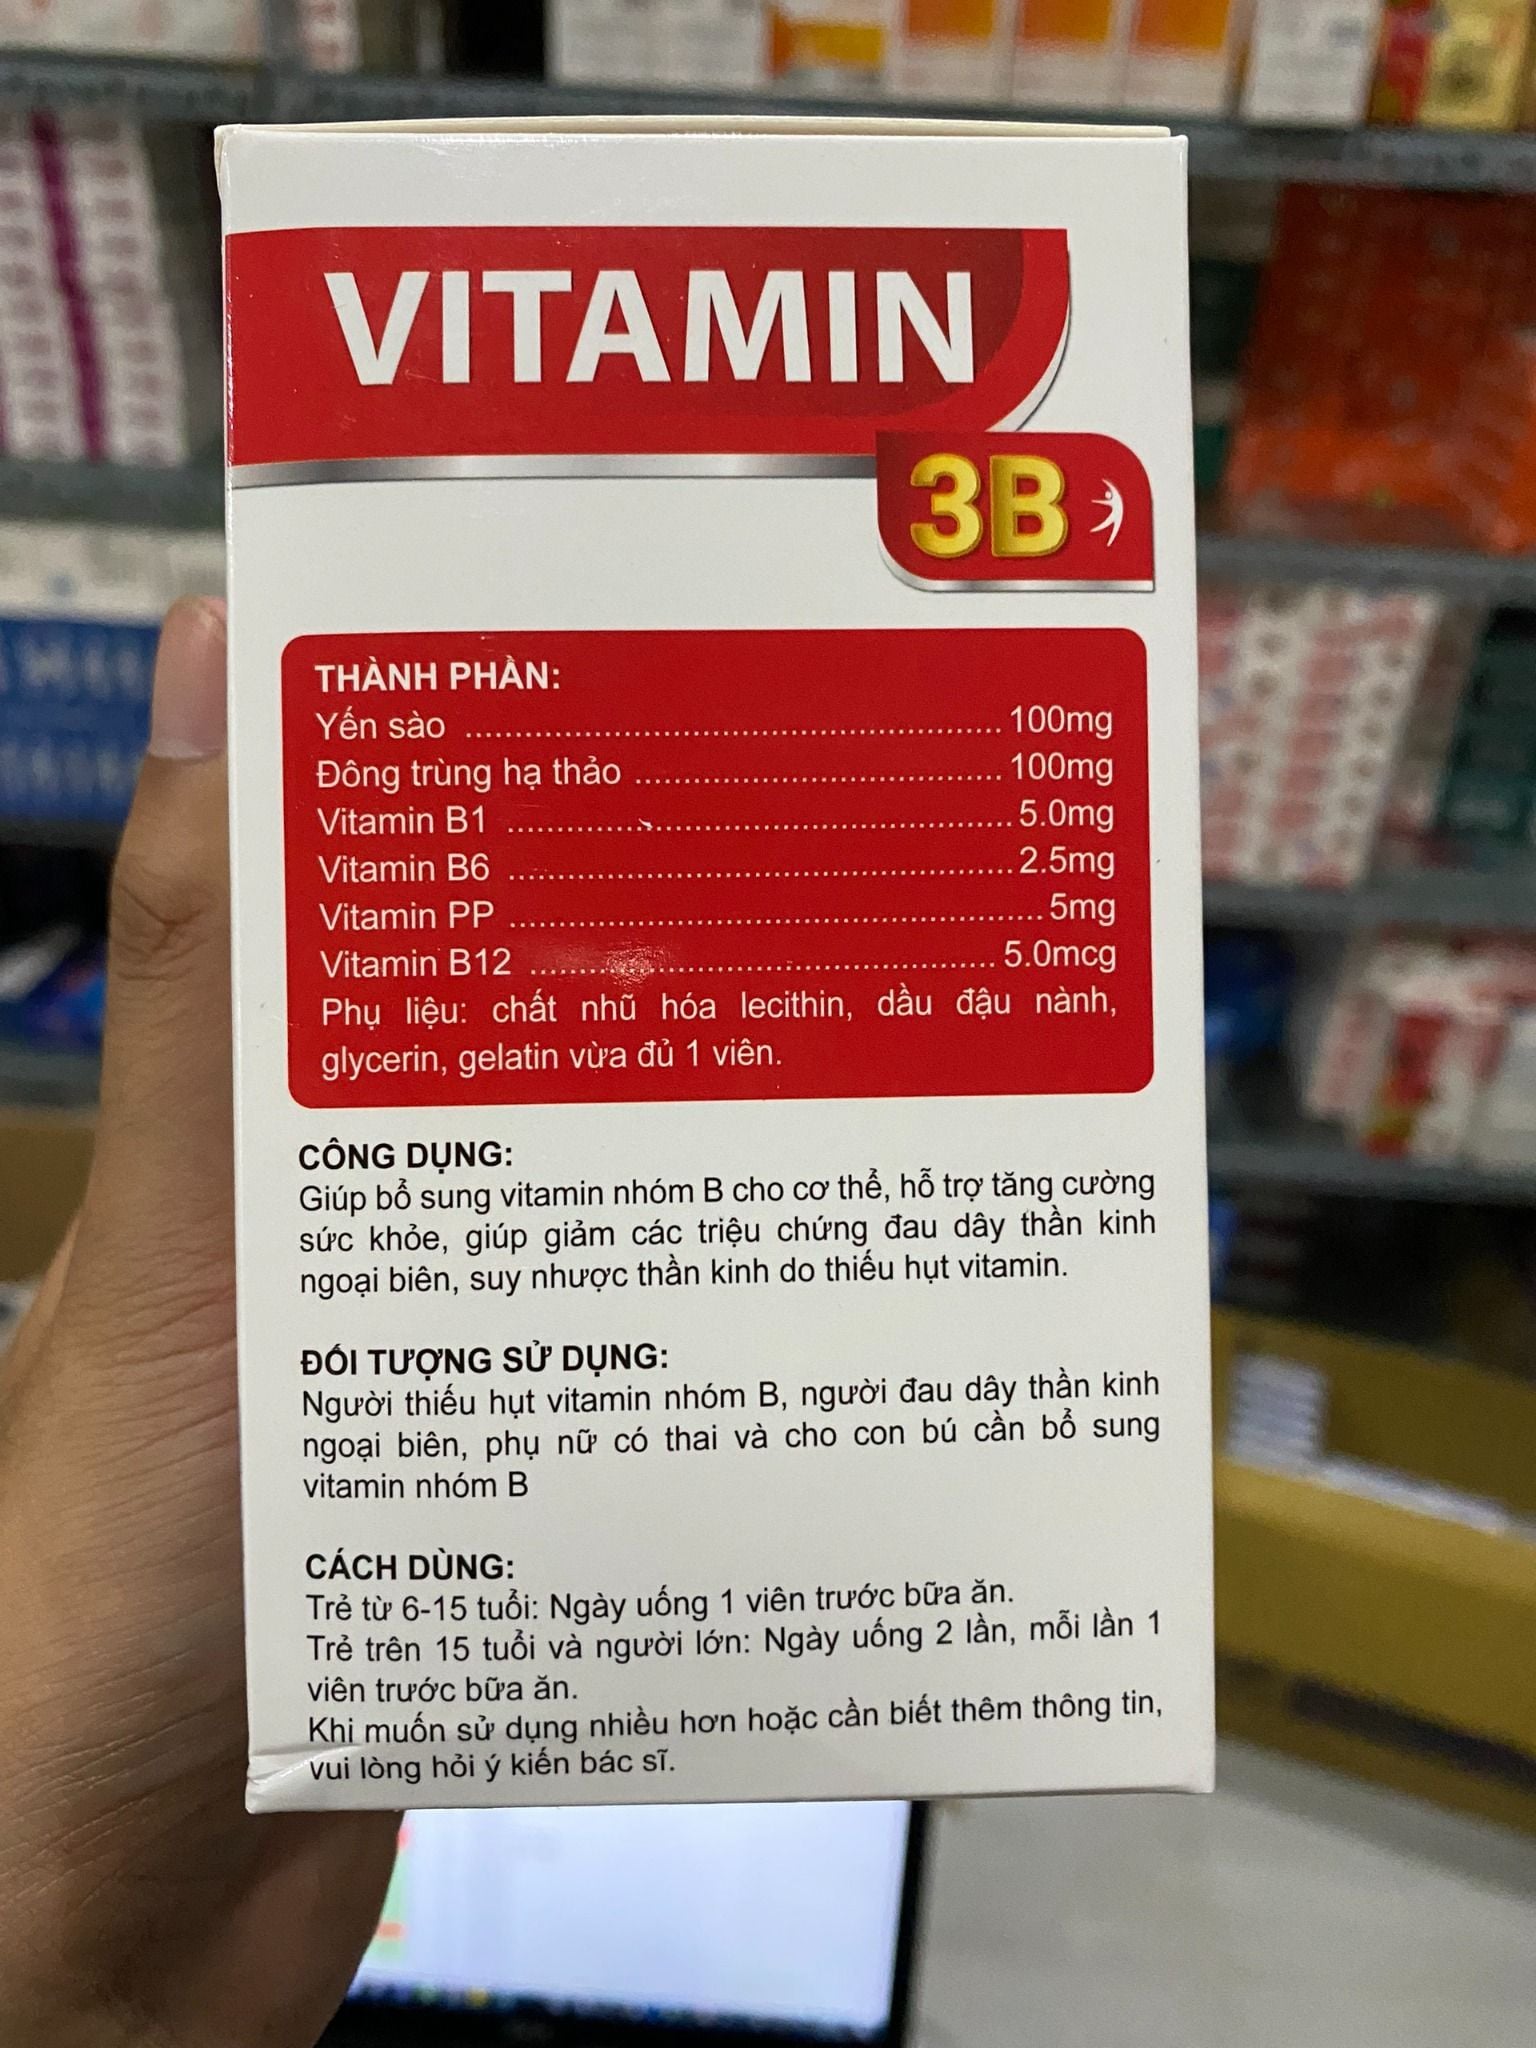 VITAMIN
3B
THÀNH PHẦN:
Yến sào ........................................................ 100mg
Đông trùng hạ thảo ...................................... 100mg
Vitamin B1 .................................................... 5.0mg
Vitamin B6 .................................................... 2.5mg
Vitamin PP ....................................................... 5mg
Vitamin B12 ................................................. 5.0mcg
Phụ liệu: chất nhũ hóa lecithin, dầu đậu nành,
glycerin, gelatin vừa đủ 1 viên.
CÔNG DỤNG:
Giúp bổ sung vitamin nhóm B cho cơ thể, hỗ trợ tăng cường
sức khỏe, giúp giảm các triệu chứng đau dây thần kinh
ngoại biên, suy nhược thần kinh do thiếu hụt vitamin.
ĐỐI TƯỢNG SỬ DỤNG:
Người thiếu hụt vitamin nhóm B, người đau dây thần kinh
ngoại biên, phụ nữ có thai và cho con bú cần bổ sung
vitamin nhóm B
CÁCH DÙNG:
Trẻ từ 6-15 tuổi: Ngày uống 1 viên trước bữa ăn.
Trẻ trên 15 tuổi và người lớn: Ngày uống 2 lần, mỗi lần 1
viên trước bữa ăn.
Khi muốn sử dụng nhiều hơn hoặc cần biết thêm thông tin,
vui lòng hỏi ý kiến bác sĩ.